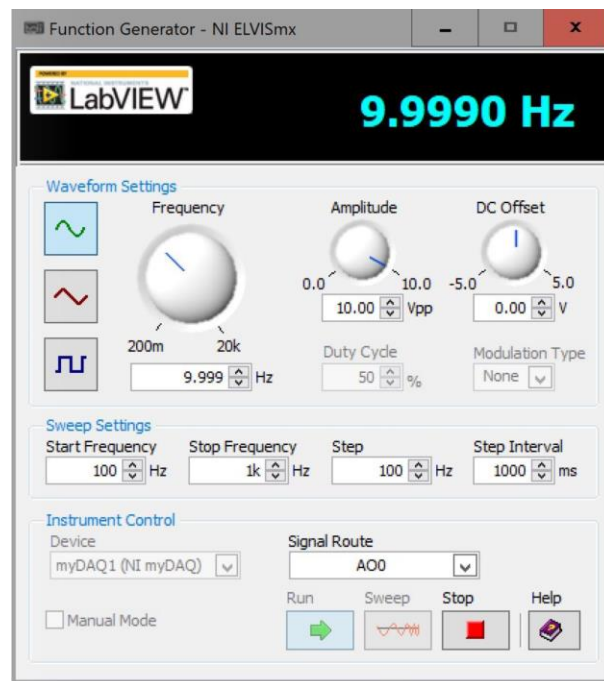 Function Generator - NI ELVISmx
POWERED BY
NATIONAL INSTRUMENTS
LabVIEW™
9.9990 Hz
Waveform Settings
Frequency
Amplitude
DC Offset
0.0 10.0 -5.0 5.0
10.00 Vpp 0.00 V
200m 20k
Duty Cycle
Modulation Type
9.999 Hz
50 %
None
Sweep Settings
Start Frequency Stop Frequency Step Step Interval
100 Hz 1k Hz 100 Hz 1000 ms
Instrument Control
Device
Signal Route
myDAQ1 (NI myDAQ)
AO0
Run Sweep Stop Help
Manual Mode